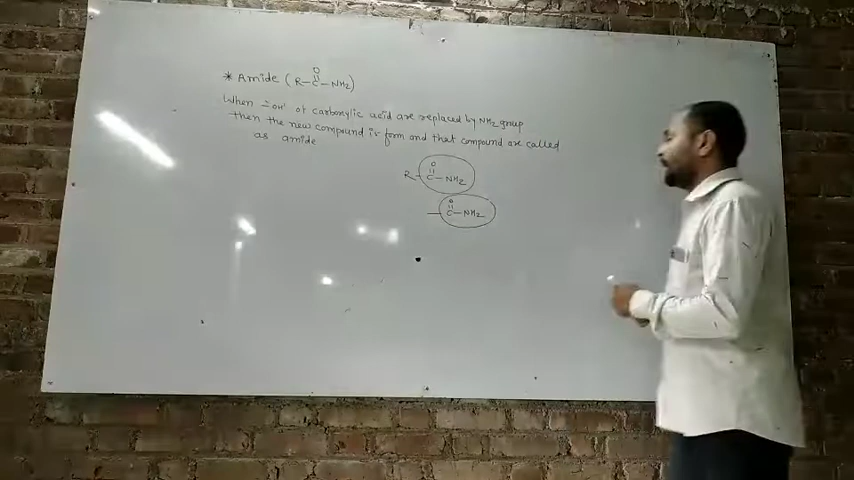 * Amide ( R-C-NH2 )
O
When -OH of carboxylic acid are replaced by NH2 group
then the new compound is form and that compound are called
as amide
O
R-C-NH2
O
-C-NH2